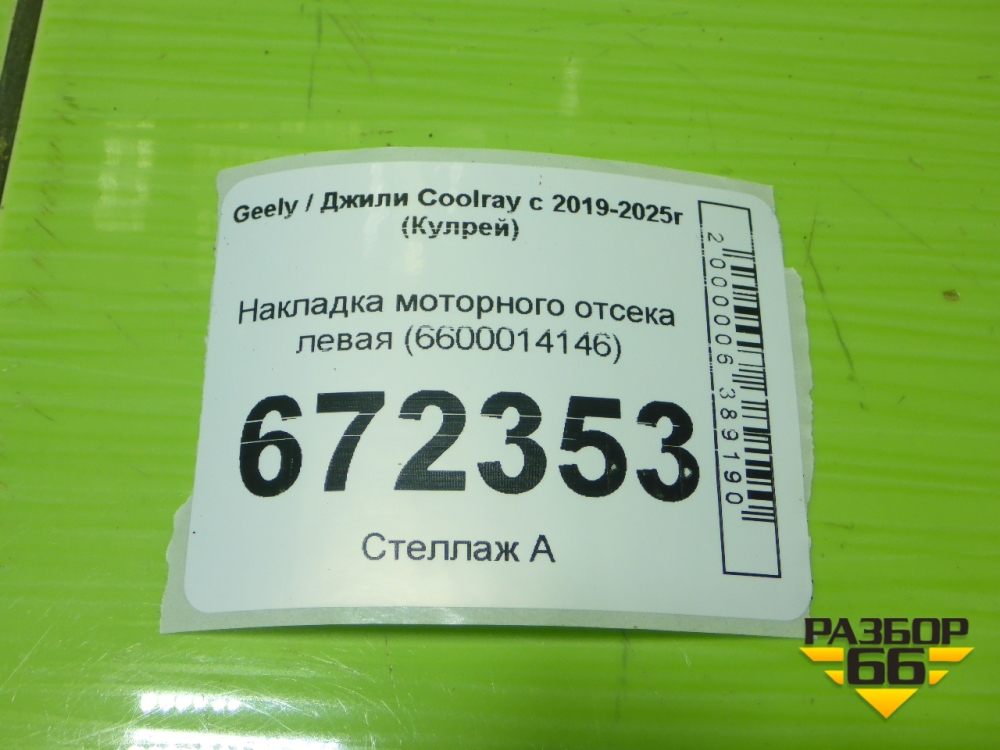 Geely / Джили Coolray с 2019-2025г
(Кулрей)
Накладка моторного отсека
левая (6600014146)
672353
Стеллаж А
2000006389190
РАЗБОР
66